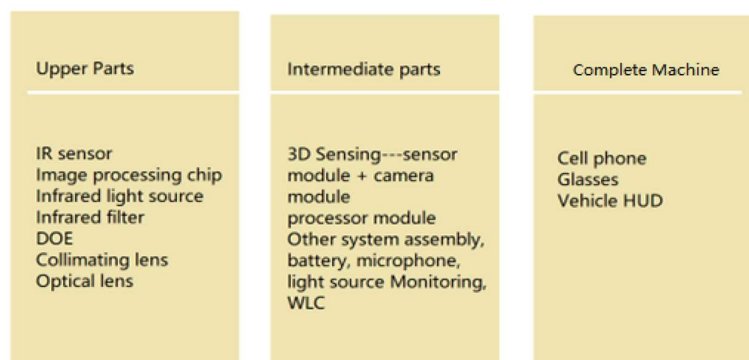 Upper Parts
IR sensor
Image processing chip
Infrared light source
Infrared filter
DOE
Collimating lens
Optical lens
Intermediate parts
3D Sensing---sensor
module + camera
module
processor module
Other system assembly,
battery, microphone,
light source Monitoring,
WLC
Complete Machine
Cell phone
Glasses
Vehicle HUD